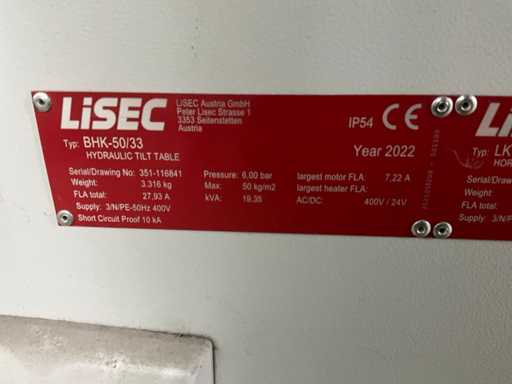 LiSEC
LiSEC Austria GmbH
Peter Lisec Strasse 1
3353 Seitenstetten
Austria
IP54 CE
Typ: BHK-50/33
HYDRAULIC TILT TABLE
Year 2022
Serial/Drawing No: 351-116841
Weight: 3.316 kg
FLA total: 27,93 A
Supply: 3/N/PE-50Hz 400V
Short Circuit Proof 10 kA
Pressure: 6,00 bar
Max: 50 kg/m2
kVA: 19.35
largest motor FLA: 7,22 A
largest heater FLA:
AC/DC: 400V / 24V
Li
Typ: LK
HOR
Serial/Drawing
Weight:
FLA total:
Supply: 3/N/P
Short Circuit